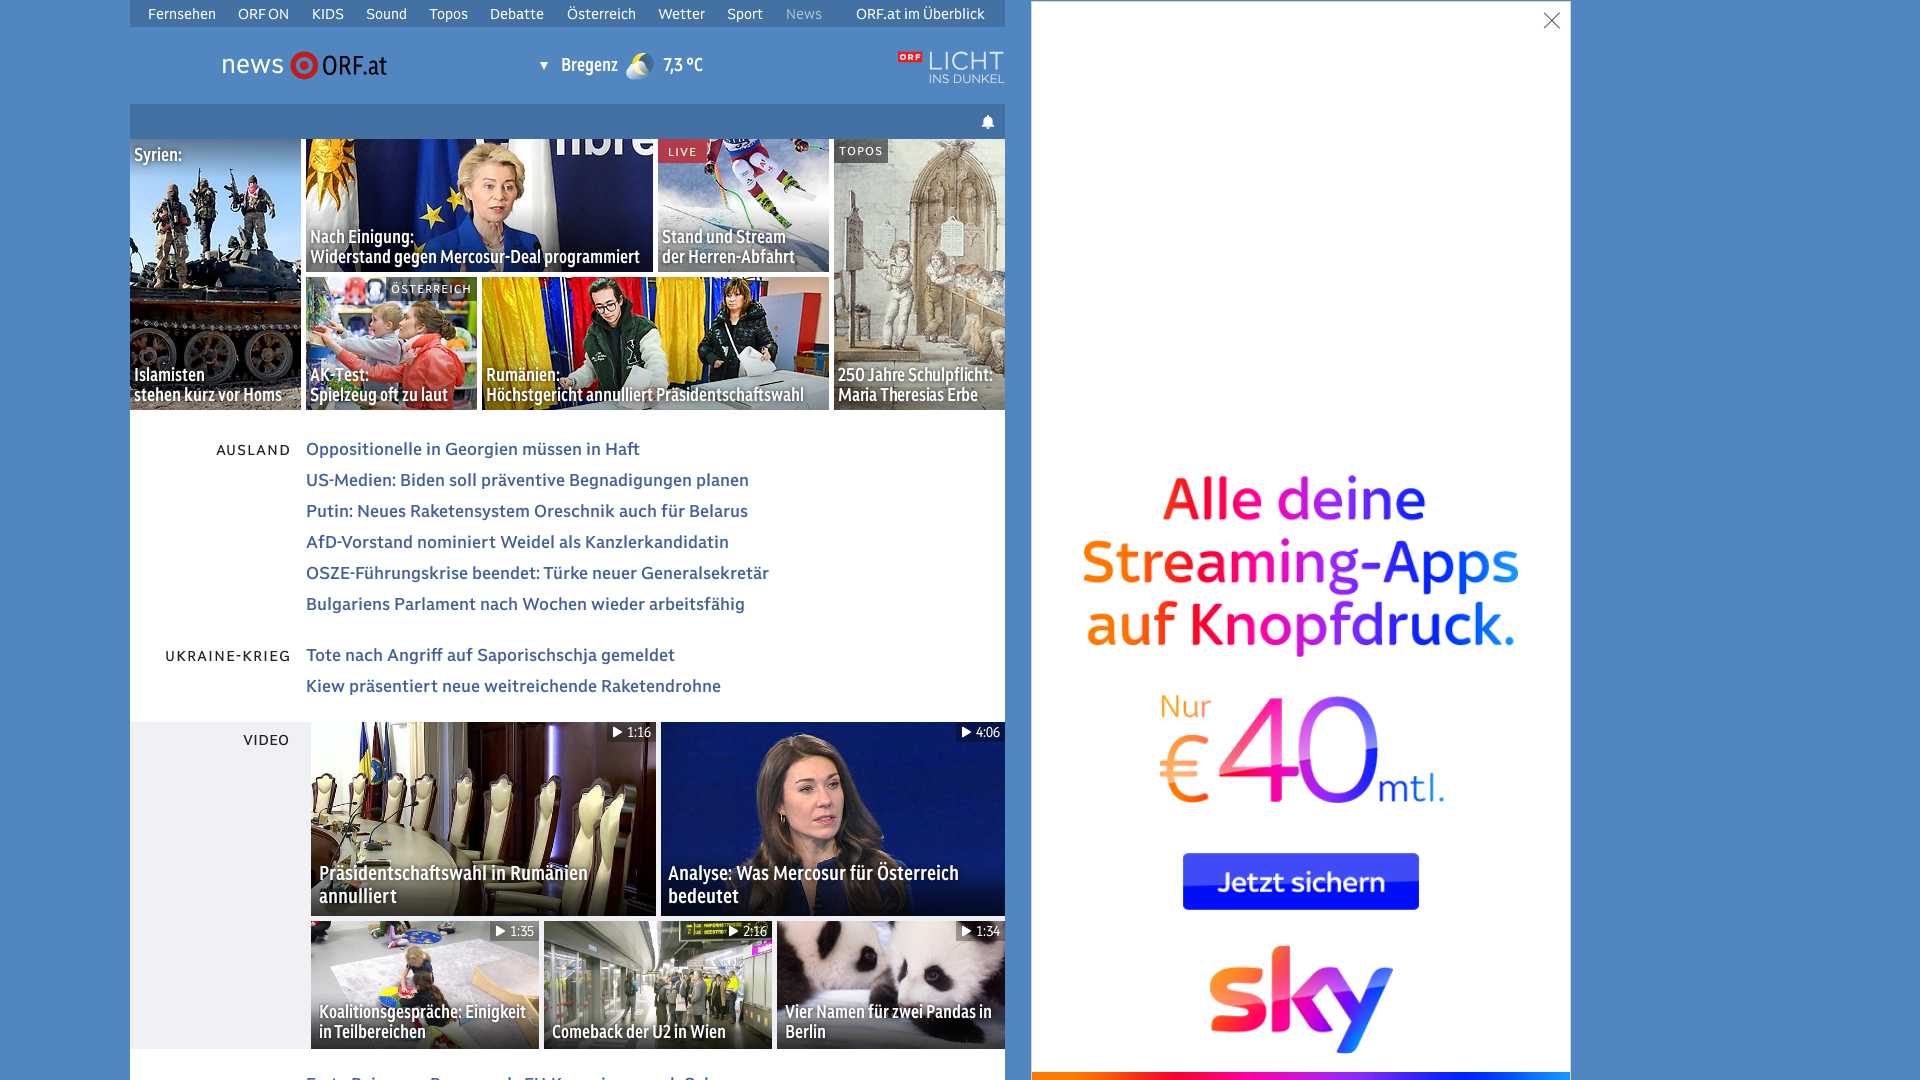 Fernsehen ORF ON KIDS Sound Topos Debatte Österreich Wetter Sport News ORF.at im Überblick
news ORF.at
Bregenz 7,3 °C
ORF LICHT
INS DUNKEL
Syrien:
Islamisten
stehen kurz vor Homs
Nach Einigung:
Widerstand gegen Mercosur-Deal programmiert
LIVE
Stand und Stream
der Herren-Abfahrt
TOPOS
250 Jahre Schulpflicht:
Maria Theresias Erbe
ÖSTERREICH
AK-Test:
Spielzeug oft zu laut
Rumänien:
Höchstgericht annulliert Präsidentschaftswahl
AUSLAND
Oppositionelle in Georgien müssen in Haft
US-Medien: Biden soll präventive Begnadigungen planen
Putin: Neues Raketensystem Oreschnik auch für Belarus
AfD-Vorstand nominiert Weidel als Kanzlerkandidatin
OSZE-Führungskrise beendet: Türke neuer Generalsekretär
Bulgariens Parlament nach Wochen wieder arbeitsfähig
UKRAINE-KRIEG
Tote nach Angriff auf Saporischschja gemeldet
Kiew präsentiert neue weitreichende Raketendrohne
VIDEO
1:16
Präsidentschaftswahl in Rumänien
annulliert
4:06
Analyse: Was Mercosur für Österreich
bedeutet
1:35
Koalitionsgespräche: Einigkeit
in Teilbereichen
2:16
Comeback der U2 in Wien
1:34
Vier Namen für zwei Pandas in
Berlin
Alle deine
Streaming-Apps
auf Knopfdruck.
Nur
€40 mtl.
Jetzt sichern
sky